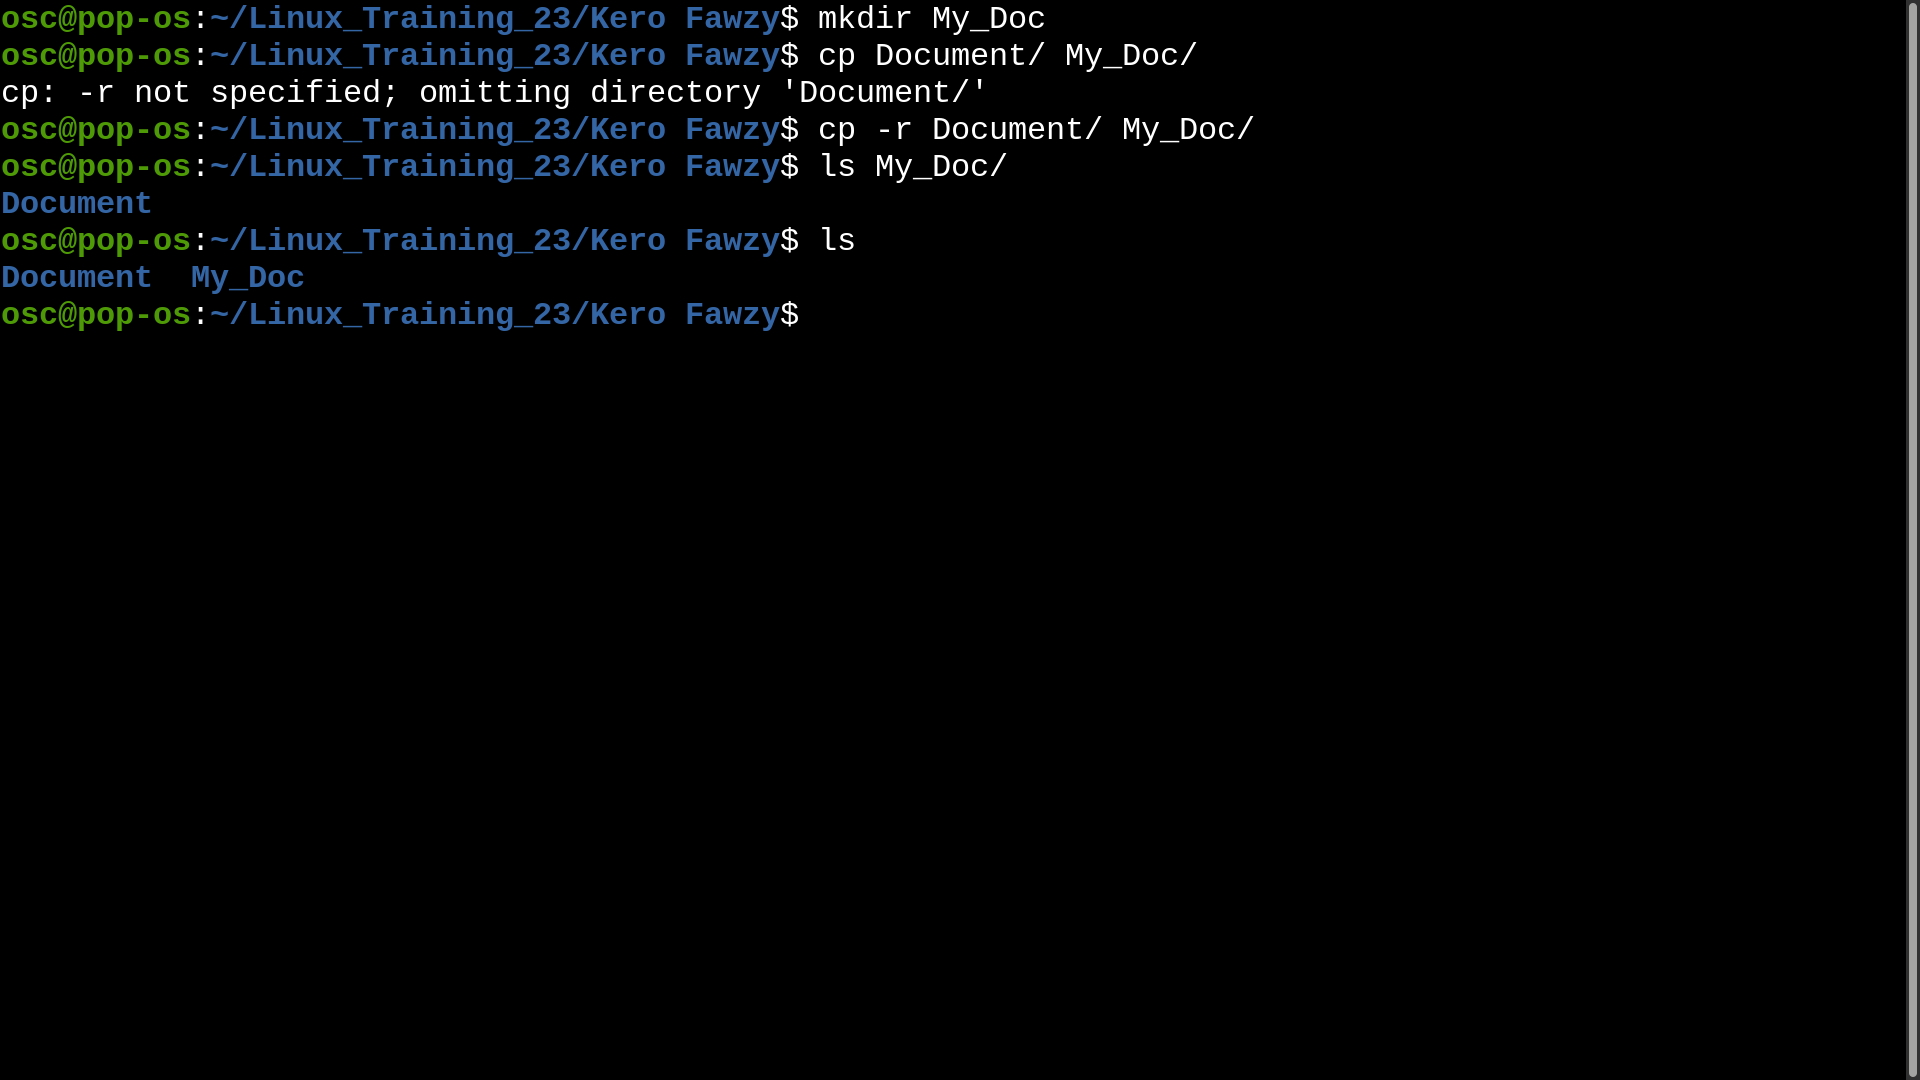 osc@pop-os:~/Linux_Training_23/Kero Fawzy$ mkdir My_Doc
osc@pop-os:~/Linux_Training_23/Kero Fawzy$ cp Document/ My_Doc/
cp: -r not specified; omitting directory 'Document/'
osc@pop-os:~/Linux_Training_23/Kero Fawzy$ cp -r Document/ My_Doc/
osc@pop-os:~/Linux_Training_23/Kero Fawzy$ ls My_Doc/
Document
osc@pop-os:~/Linux_Training_23/Kero Fawzy$ ls
Document  My_Doc
osc@pop-os:~/Linux_Training_23/Kero Fawzy$